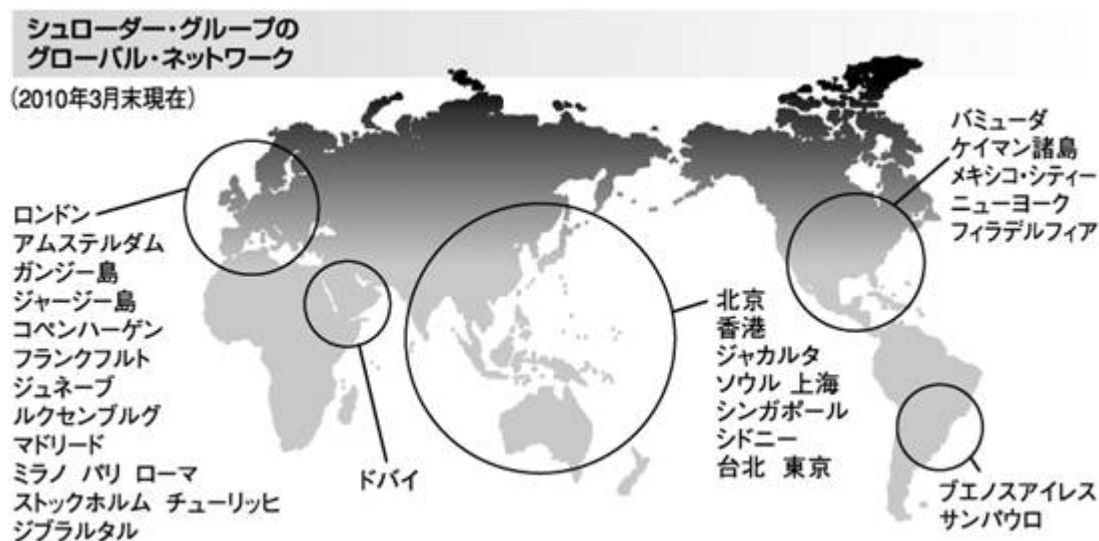 シュローダー・グループの
グローバル・ネットワーク
(2010年3月末現在)
ロンドン
アムステルダム
ガンジー島
ジャージー島
コペンハーゲン
フランクフルト
ジュネーブ
ルクセンブルグ
マドリード
ミラノ パリ ローマ
ストックホルム チューリッヒ
ジブラルタル
ドバイ
北京
香港
ジャカルタ
ソウル 上海
シンガポール
シドニー
台北 東京
バミューダ
ケイマン諸島
メキシコ・シティー
ニューヨーク
フィラデルフィア
ブエノスアイレス
サンパウロ